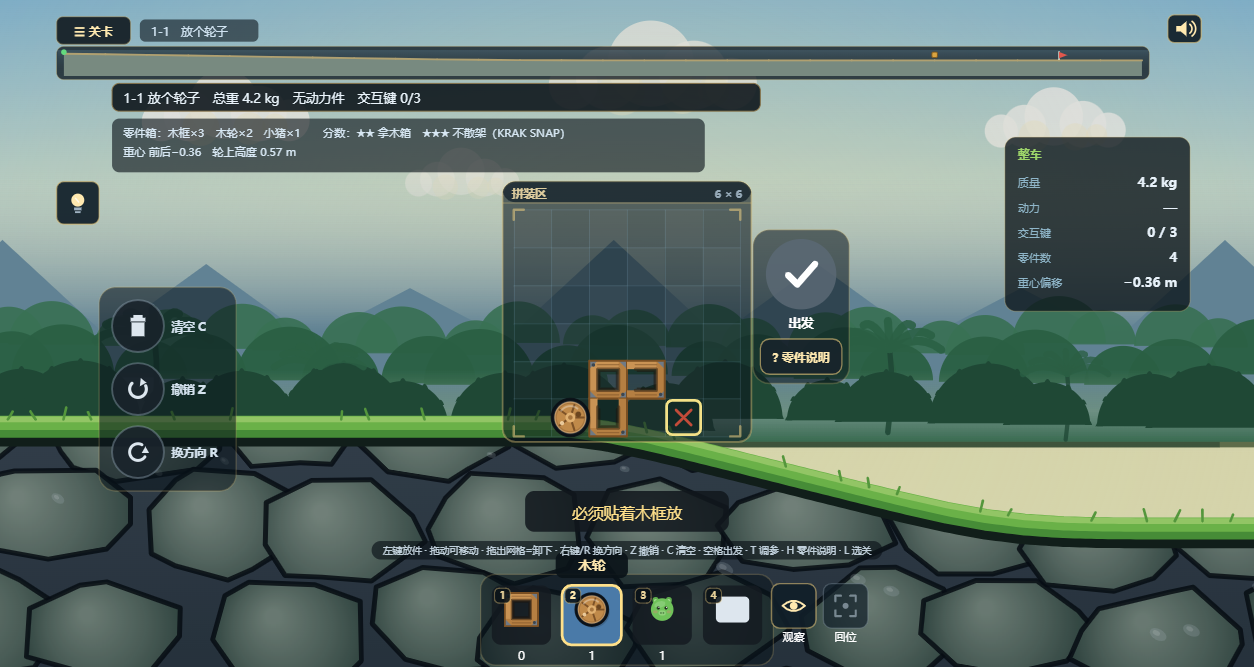 ☰ 关卡
1-1 放个轮子
1-1 放个轮子 总重 4.2 kg 无动力件 交互键 0/3
零件箱: 木框×3 木轮×2 小猪×1 分数: ★★ 拿木箱 ★★★ 不散架 (KRAK SNAP)
重心 前后−0.36 轮上高度 0.57 m
整车
质量 4.2 kg
动力 —
交互键 0 / 3
零件数 4
重心偏移 −0.36 m
拼装区 6 × 6
出发
? 零件说明
清空 C
撤销 Z
换方向 R
必须贴着木框放
左键放件 · 拖动可移动 · 拖出网格=卸下 · 右键/R 换方向 · Z 撤销 · C 清空 · 空格出发 · T 调参 · H 零件说明 · L 选关
木轮
1 2 3 4
0 1 1
观察 回位